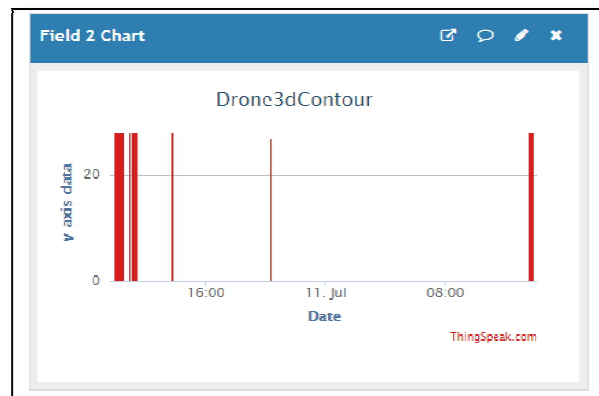 Field 2 Chart
Drone3dContour
y axis data
20
0
16:00
11. Jul
08:00
Date
ThingSpeak.com